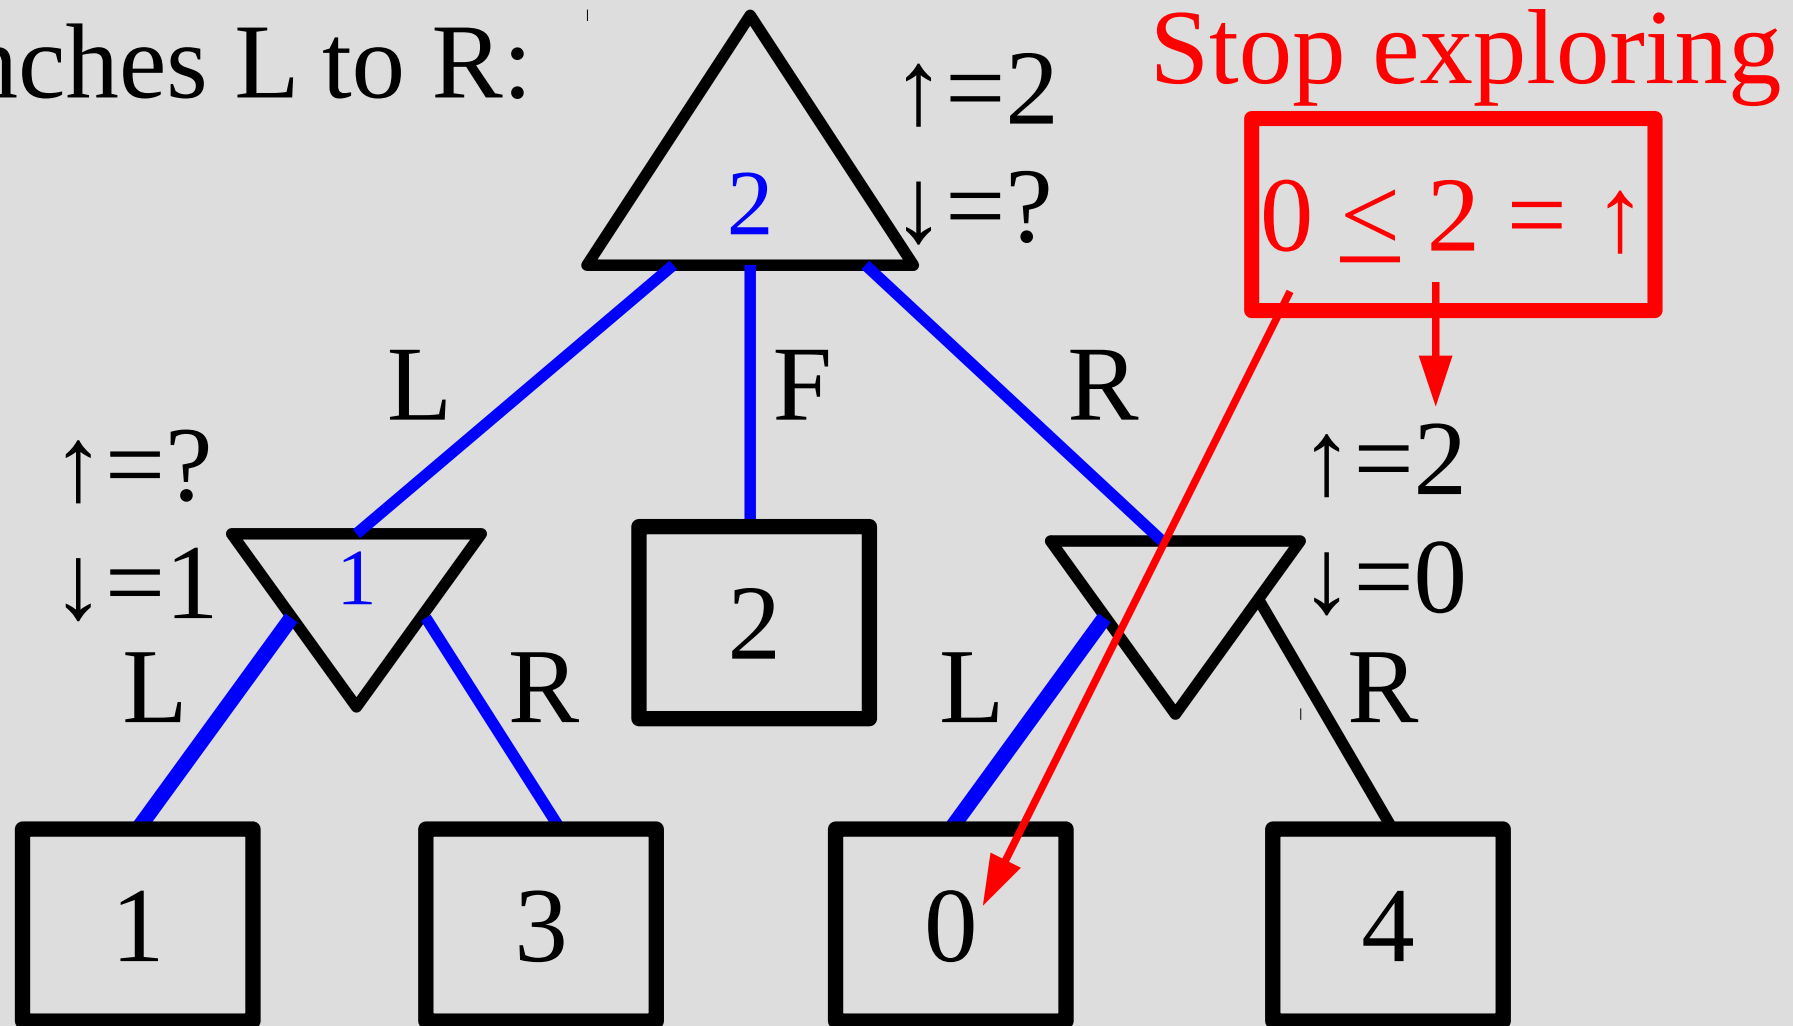 nches L to R:
Stop exploring
↑=2
↓=?
0 ≤ 2 = ↑
2
L
F
R
↑=?
↓=1
↑=2
↓=0
1
2
L
R
L
R
1
3
0
4